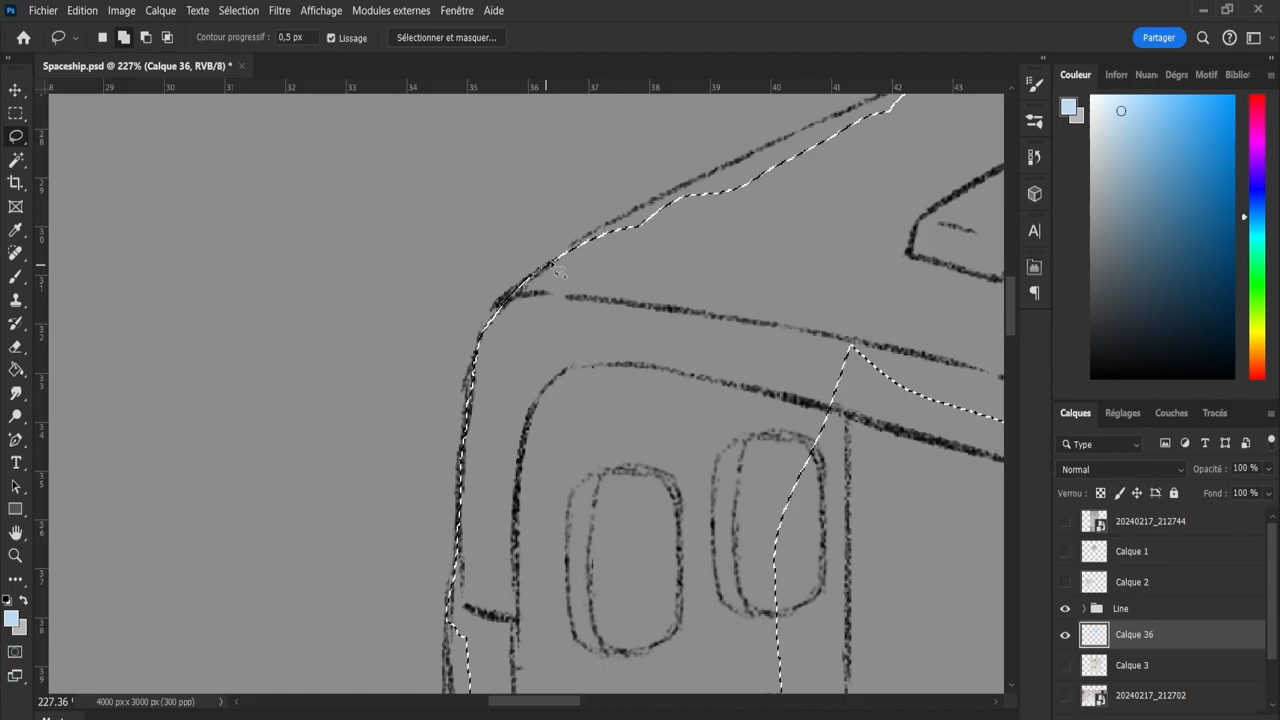 Ps Fichier Edition Image Calque Texte Sélection Filtre Affichage Modules externes Fenêtre Aide
Contour progressif : 0,5 px Lissage Sélectionner et masquer... Partager
Spaceship.psd @ 227% (Calque 36, RVB/8) *
Couleur Inforr Nuanc Dégra Motif Biblio
29 30 31 32 33 34 35 36 37 38 39 40 41 42 43
Calques Réglages Couches Tracés
Type
Normal Opacité : 100 %
Verrou : Fond : 100 %
20240217_212744
Calque 1
Calque 2
Line
Calque 36
Calque 3
20240217_212702
227.36 % 4000 px x 3000 px (300 ppp)